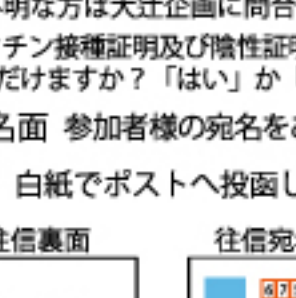 明な方は大辻企画に問合
チン接種証明及び陰性証明
だけますか？「はい」か
名面 参加者様の宛名を
白紙でポストへ投函し
往信裏面 往信宛
675